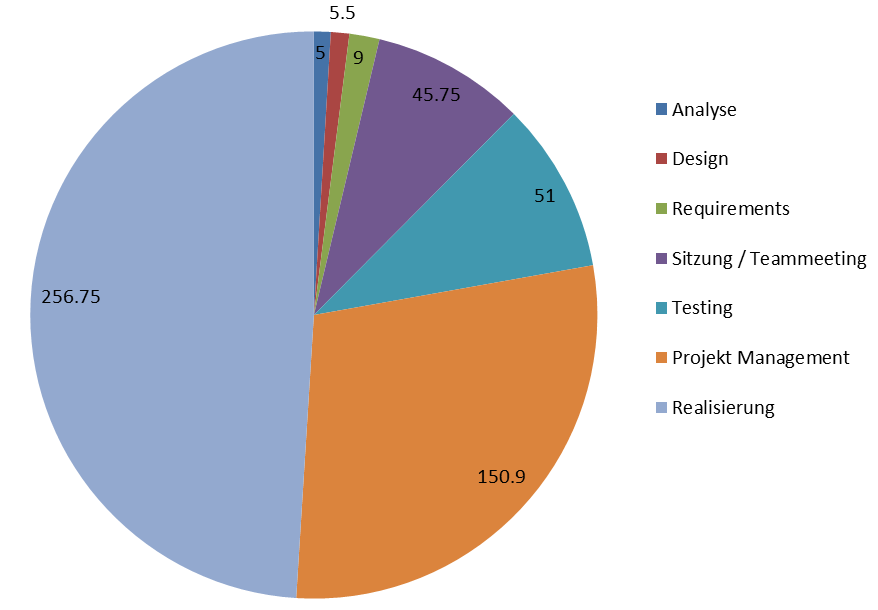 5.5
5
9
45.75
51
256.75
150.9
Analyse
Design
Requirements
Sitzung / Teammeeting
Testing
Projekt Management
Realisierung